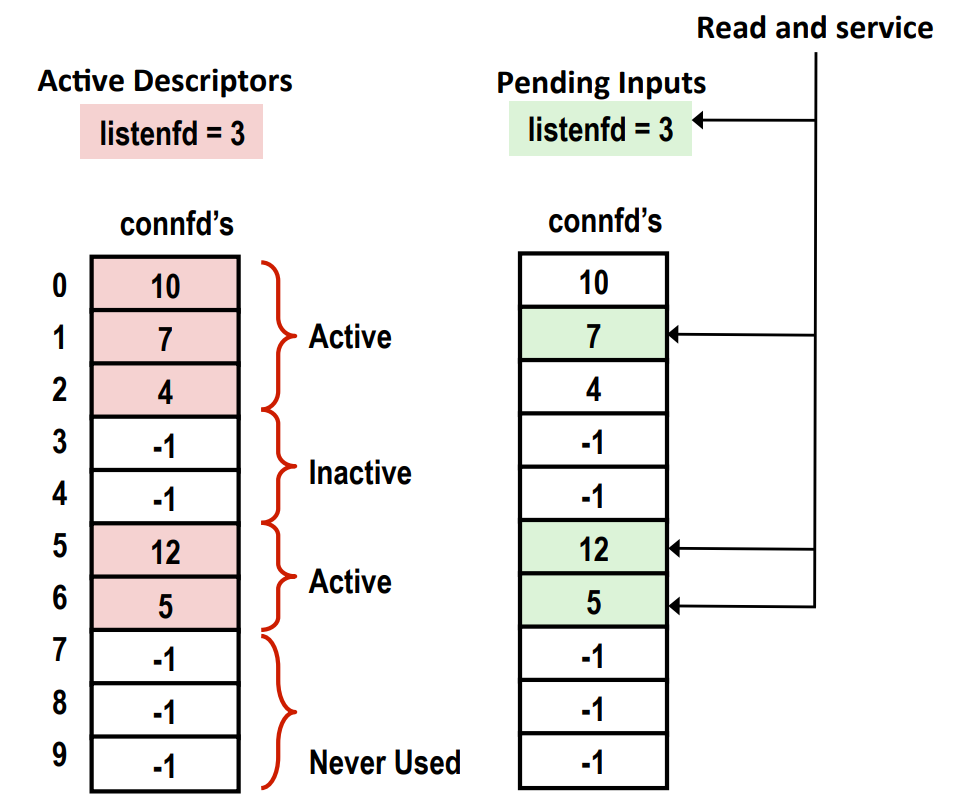 Read and service
Active Descriptors
Pending Inputs
listenfd = 3
listenfd = 3
connfd's
connfd's
0 10
1 7
2 4
3 -1
4 -1
5 12
6 5
7 -1
8 -1
9 -1
Active
Inactive
Active
Never Used
10
7
4
-1
-1
12
5
-1
-1
-1